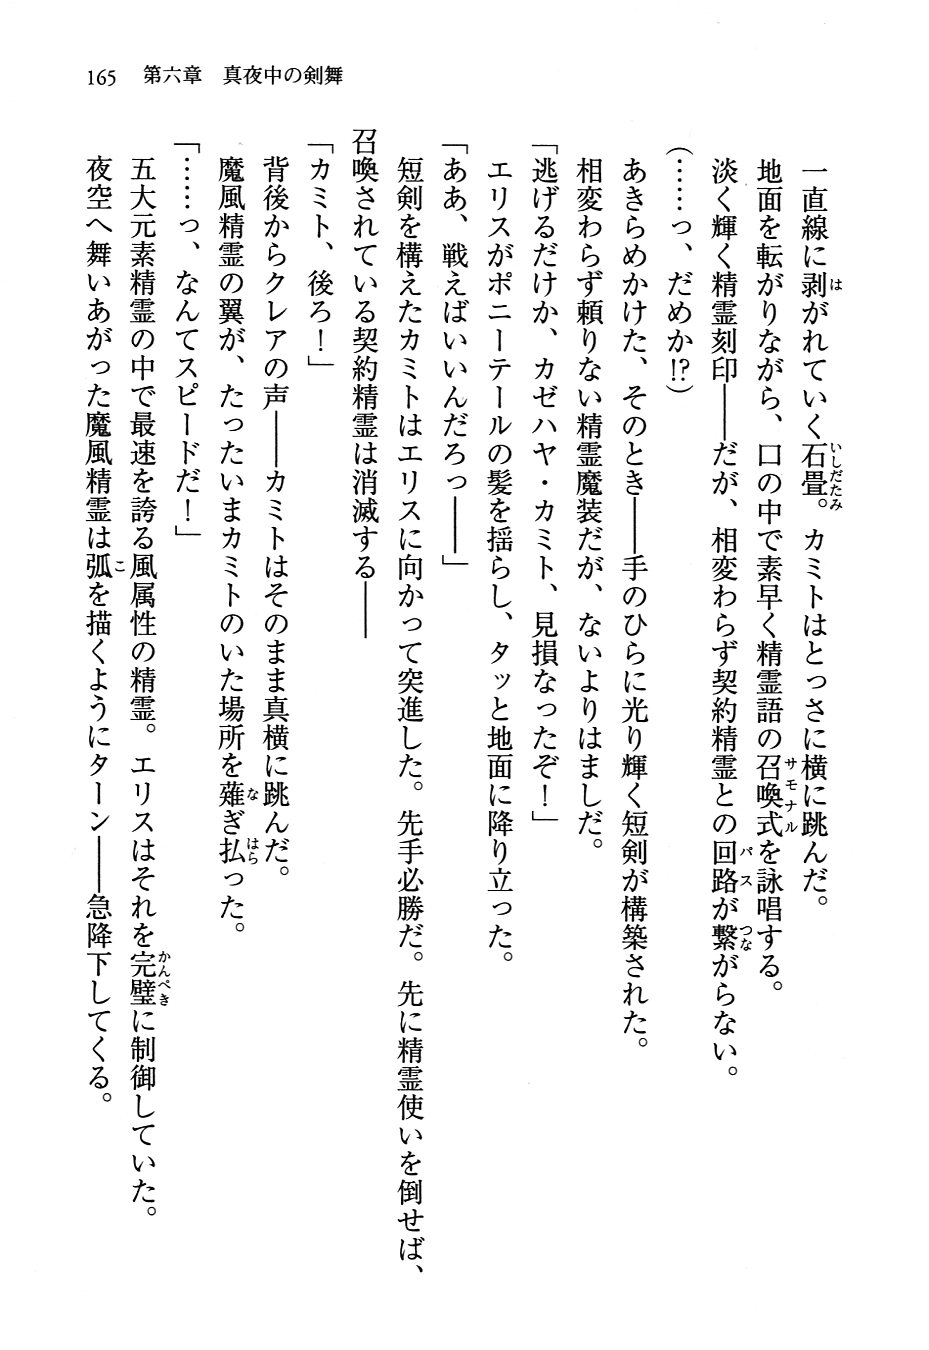 165　第六章　真夜中の剣舞
一直線に剥がれていく石畳。カミトはとっさに横に跳んだ。
地面を転がりながら、口の中で素早く精霊語の召喚式を詠唱する。
淡く輝く精霊刻印――だが、相変わらず契約精霊との回路が繋がらない。
（……っ、だめか!?）
あきらめかけた、そのとき――手のひらに光り輝く短剣が構築された。
相変わらず頼りない精霊魔装だが、ないよりはましだ。
「逃げるだけか、カゼハヤ・カミト、見損なったぞ！」
エリスがポニーテールの髪を揺らし、タッと地面に降り立った。
「ああ、戦えばいいんだろっ――」
短剣を構えたカミトはエリスに向かって突進した。先手必勝だ。先に精霊使いを倒せば、
召喚されている契約精霊は消滅する――
「カミト、後ろ！」
背後からクレアの声――カミトはそのまま真横に跳んだ。
魔風精霊の翼が、たったいまカミトのいた場所を薙ぎ払った。
「……っ、なんてスピードだ！」
五大元素精霊の中で最速を誇る風属性の精霊。エリスはそれを完璧に制御していた。
夜空へ舞いあがった魔風精霊は弧を描くようにターン――急降下してくる。